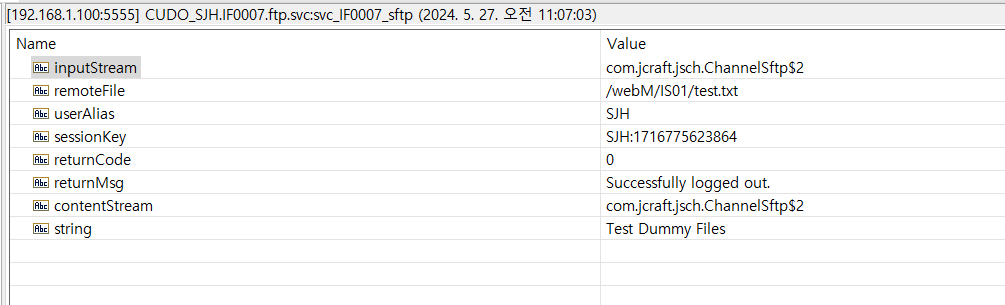 [192.168.1.100:5555] CUDO_SJH.IF0007.ftp.svc:svc_IF0007_sftp (2024. 5. 27. 오전 11:07:03)
Name Value
Abc inputStream com.jcraft.jsch.ChannelSftp$2
Abc remoteFile /webM/IS01/test.txt
Abc userAlias SJH
Abc sessionKey SJH:1716775623864
Abc returnCode 0
Abc returnMsg Successfully logged out.
Abc contentStream com.jcraft.jsch.ChannelSftp$2
Abc string Test Dummy Files